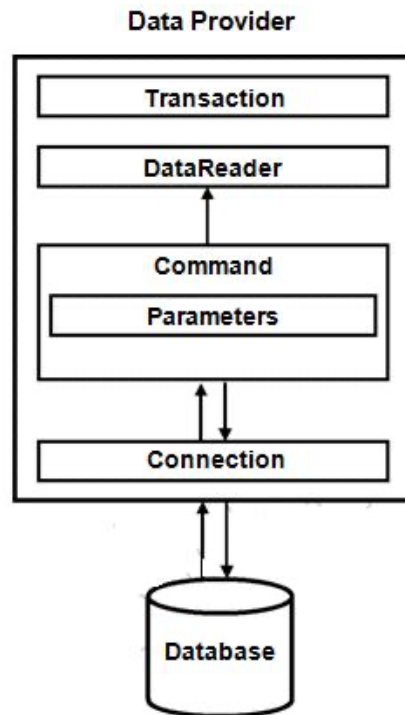 Data Provider
Transaction
DataReader
Command
Parameters
Connection
Database